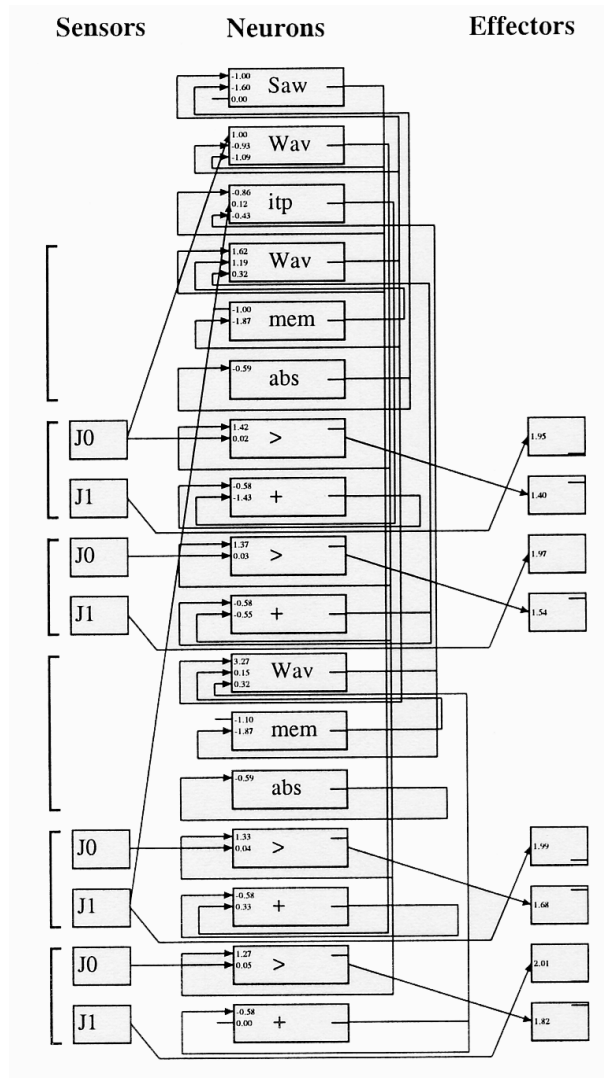 Sensors Neurons Effectors
-1.00
-1.60 Saw
0.00
1.00
-0.93 Wav
-1.09
-0.86
0.12 itp
-0.43
1.62
1.19 Wav
0.32
-1.00
-1.87 mem
-0.59 abs
J0 1.42
0.02 > 1.95
J1 -0.58
-1.43 + 1.40
J0 1.37
0.03 > 1.97
J1 -0.58
-0.55 + 1.54
3.27
0.15 Wav
0.32
-1.10
-1.87 mem
-0.59 abs
J0 1.33
0.04 > 1.99
J1 -0.58
0.33 + 1.68
J0 1.27
0.05 > 2.01
J1 -0.58
0.00 + 1.82